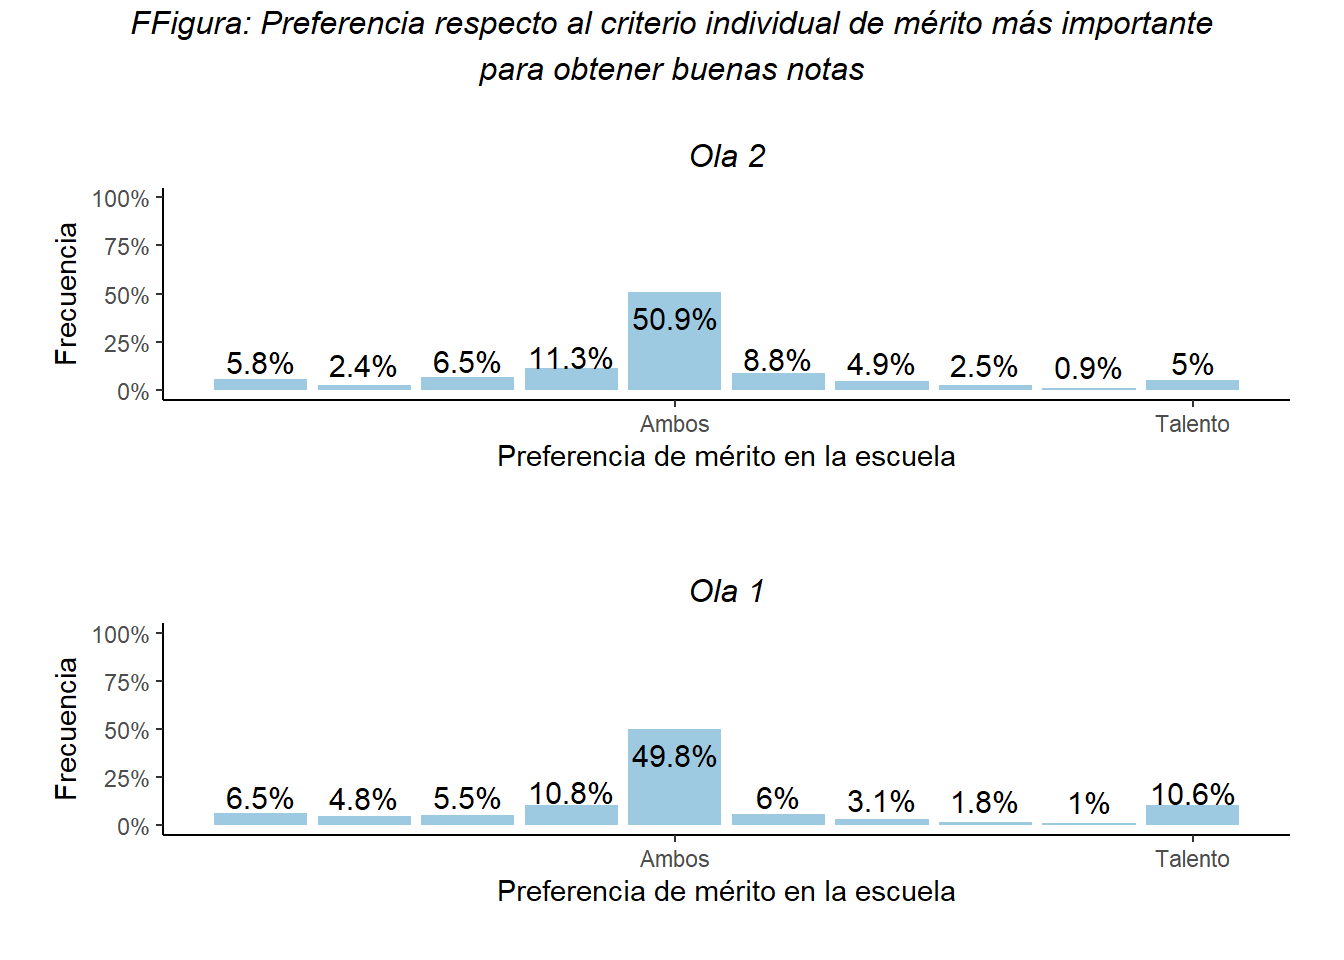 FFigura: Preferencia respecto al criterio individual de mérito más importante
para obtener buenas notas
Ola 2
Frecuencia
100%
75%
50%
25%
0%
5.8%
2.4%
6.5%
11.3%
50.9%
8.8%
4.9%
2.5%
0.9%
5%
Ambos
Talento
Preferencia de mérito en la escuela
Ola 1
Frecuencia
100%
75%
50%
25%
0%
6.5%
4.8%
5.5%
10.8%
49.8%
6%
3.1%
1.8%
1%
10.6%
Ambos
Talento
Preferencia de mérito en la escuela